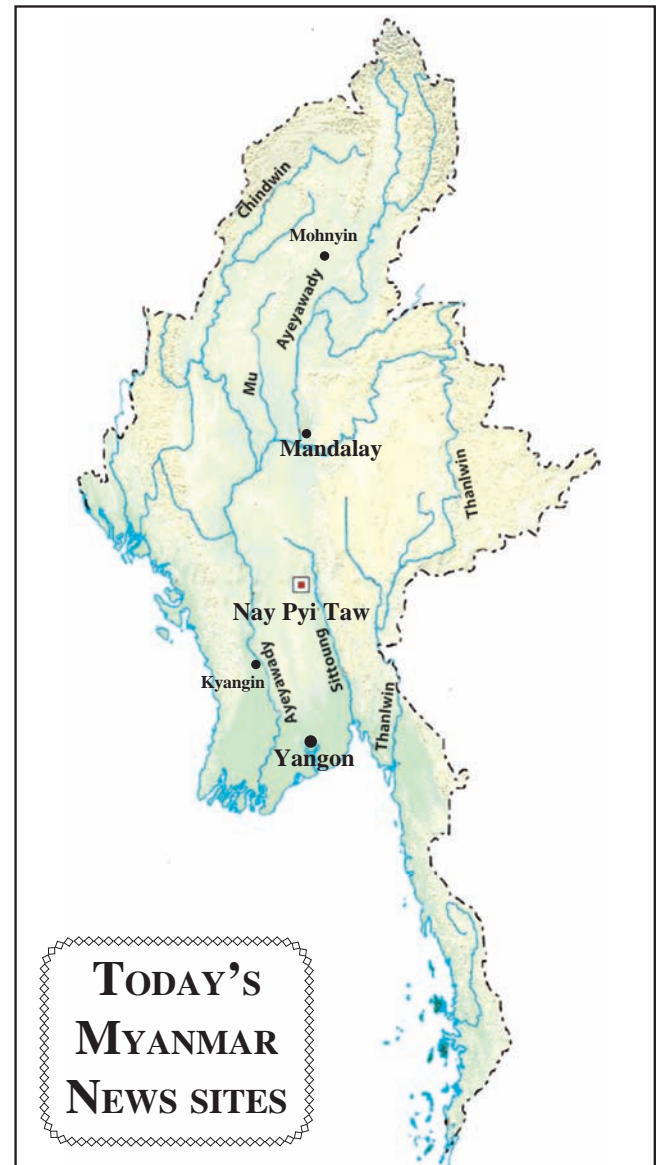 Chindwin
Mohnyin
Ayeyawady
Mu
Mandalay
Thanlwin
Nay Pyi Taw
Kyangin
Ayeyawady
Sittoung
Thanlwin
Yangon
TODAY'S
MYANMAR
NEWS SITES